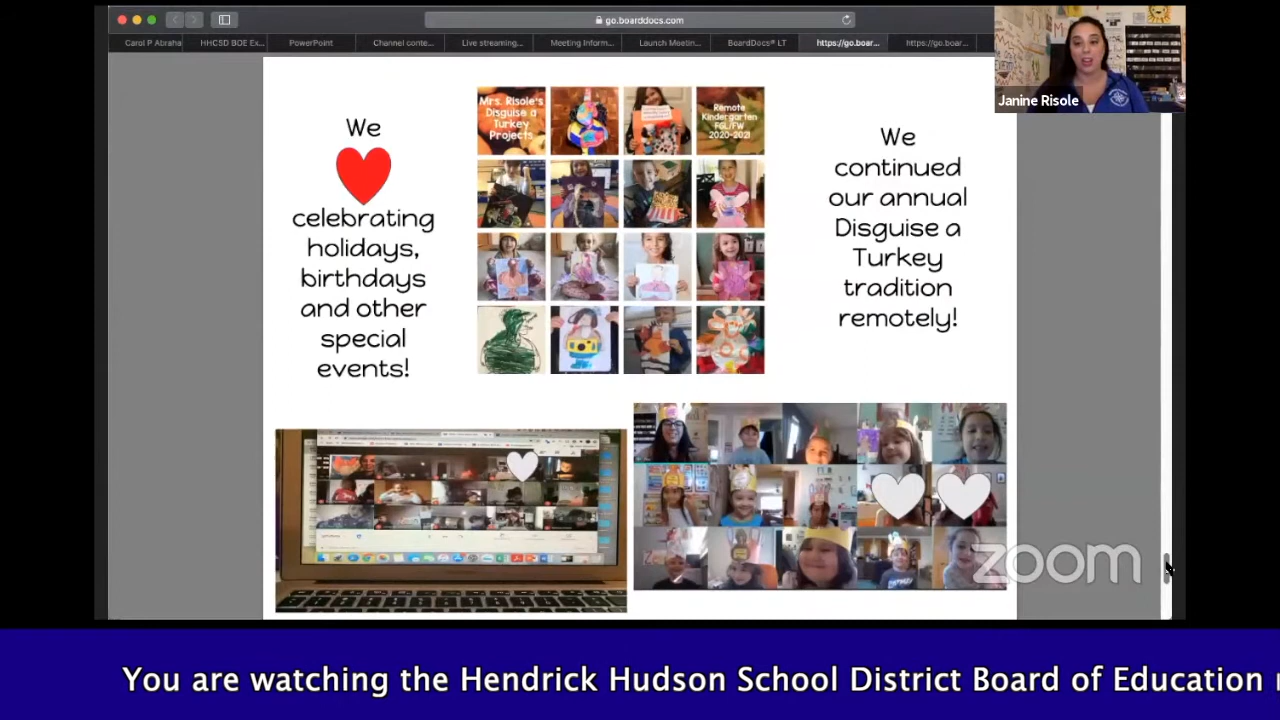 go.boarddocs.com
Carol P Abraha
HHCSD BOE Ex...
PowerPoint
Channel conte...
Live streaming...
Meeting Inform...
Launch Meetin...
BoardDocs® LT
https://go.boar...
https://go.boar...
Janine Risole
We
celebrating
holidays,
birthdays
and other
special
events!
Mrs. Risole's
Disguise a
Turkey
Projects
Remote
Kindergarten
FGL/FW
2020-2021
We
continued
our annual
Disguise a
Turkey
tradition
remotely!
zoom
You are watching the Hendrick Hudson School District Board of Education